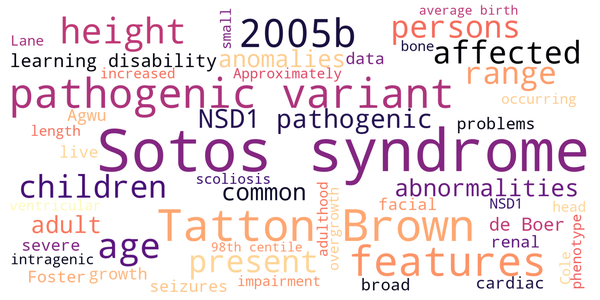 average birth
Lane
height
small
2005b
persons
bone
affected
learning disability
anomalies
data
increased
Approximately
range
pathogenic variant
occurring
Agwu
NSD1 pathogenic
problems
length
live
Sotos syndrome
children
scoliosis
common
abnormalities
ventricular
adult
adulthood
facial
NSD1
head
Tatton Brown
overgrowth
de Boer
phenotype
severe
age
98th centile
renal
intragenic
present
features
Cole
Foster
growth
seizures
impairment
broad
cardiac